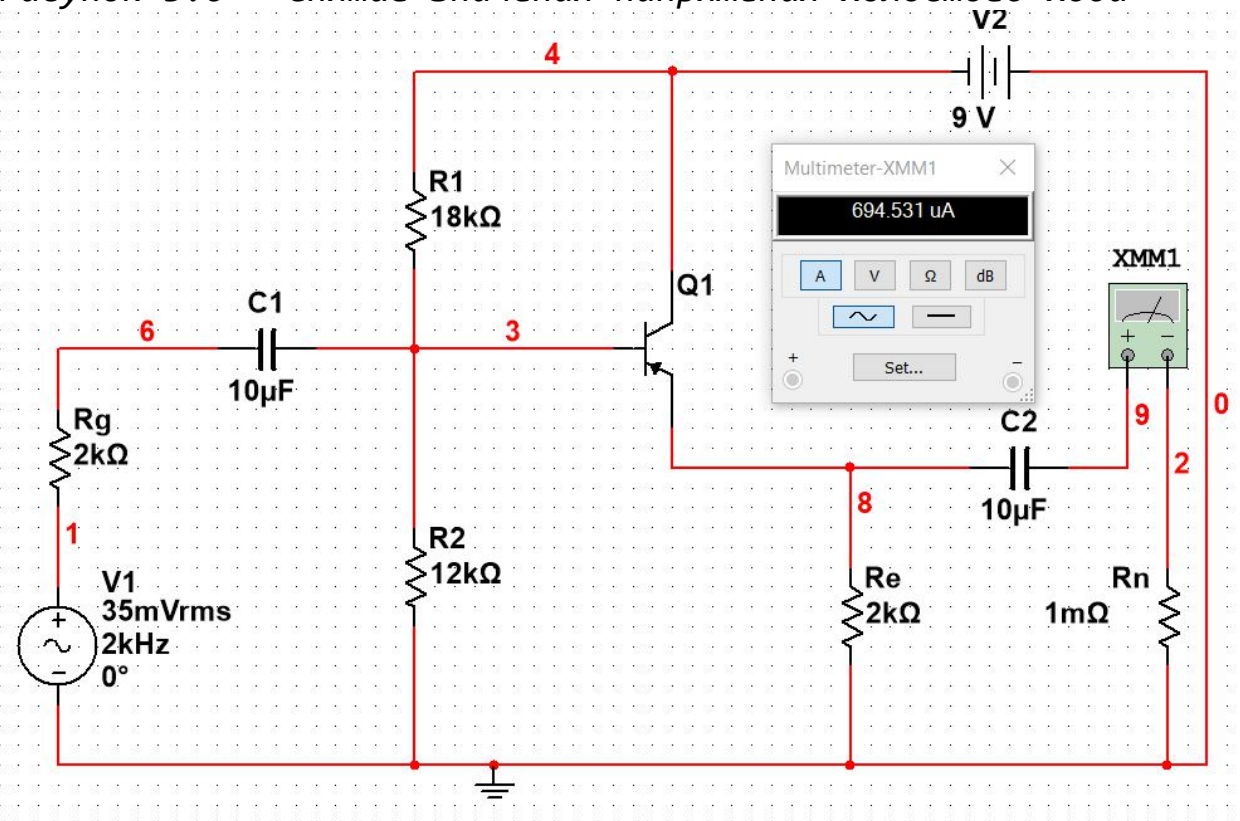 V2
4
9 V
Multimeter-XMM1
694.531 uA
A
V
Ω
dB
+
Set...
−
R1
18kΩ
Q1
XMM1
+
−
C1
6
3
10µF
Rg
2kΩ
1
0
C2
9
2
8
10µF
R2
12kΩ
V1
35mVrms
2kHz
0°
+
−
Re
2kΩ
Rn
1mΩ